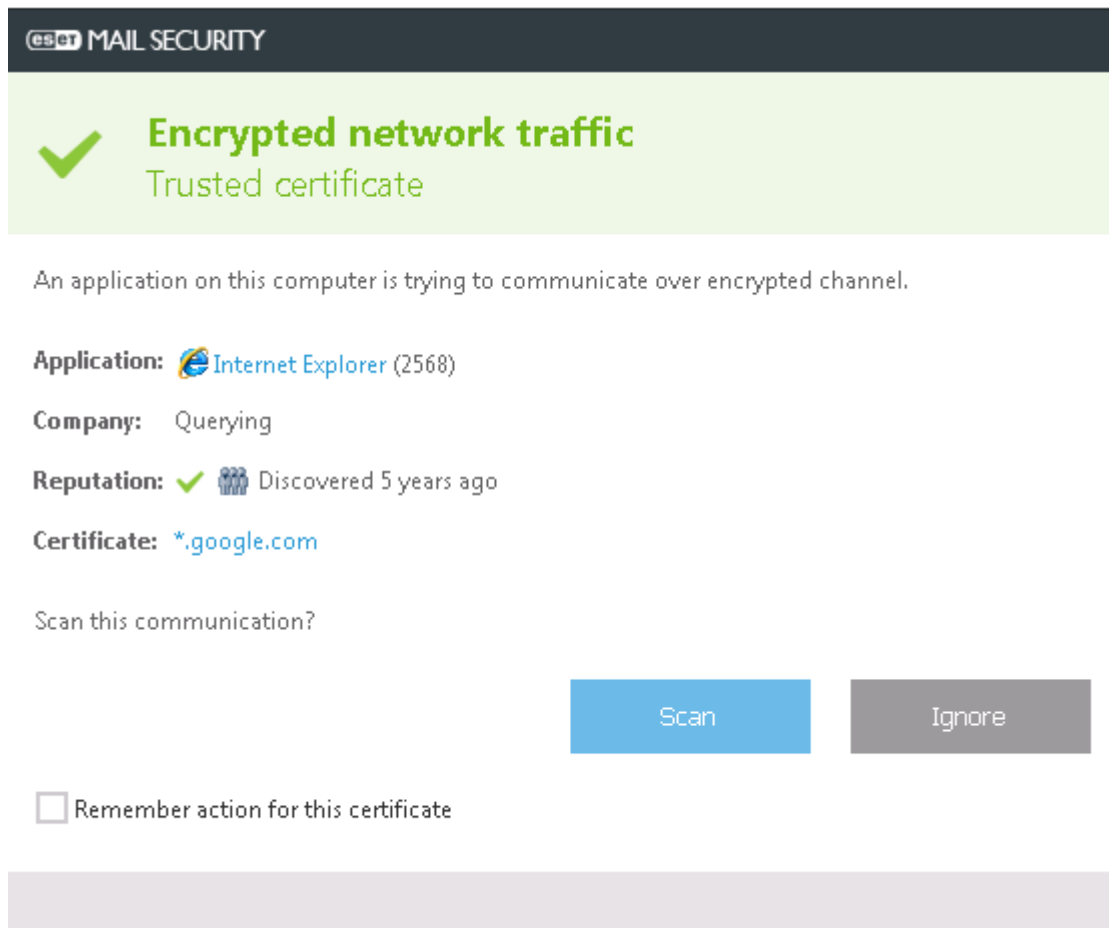 eset MAIL SECURITY
Encrypted network traffic
Trusted certificate
An application on this computer is trying to communicate over encrypted channel.
Application: Internet Explorer (2568)
Company: Querying
Reputation: Discovered 5 years ago
Certificate: *.google.com
Scan this communication?
Scan Ignore
Remember action for this certificate